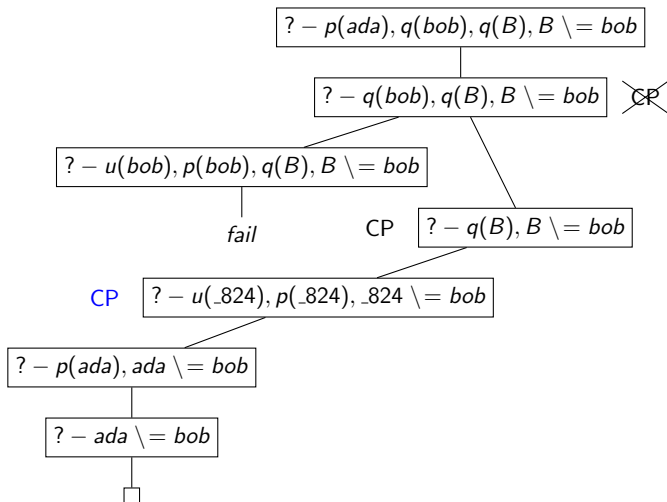 ? − p(ada), q(bob), q(B), B \= bob
? − q(bob), q(B), B \= bob CP
? − u(bob), p(bob), q(B), B \= bob
fail
CP ? − q(B), B \= bob
CP ? − u(_824), p(_824), _824 \= bob
? − p(ada), ada \= bob
? − ada \= bob